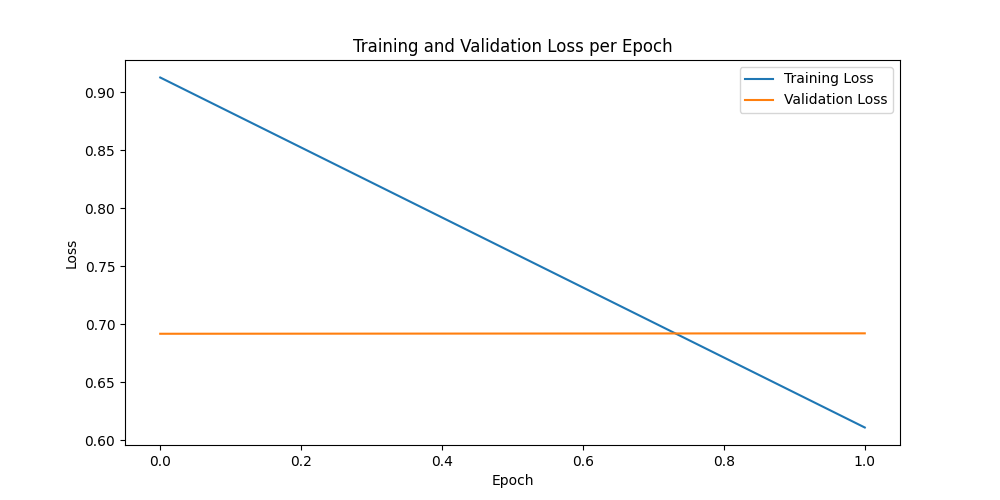 Training and Validation Loss per Epoch
Training Loss
Validation Loss
Loss
0.90
0.85
0.80
0.75
0.70
0.65
0.60
0.0 0.2 0.4 0.6 0.8 1.0
Epoch